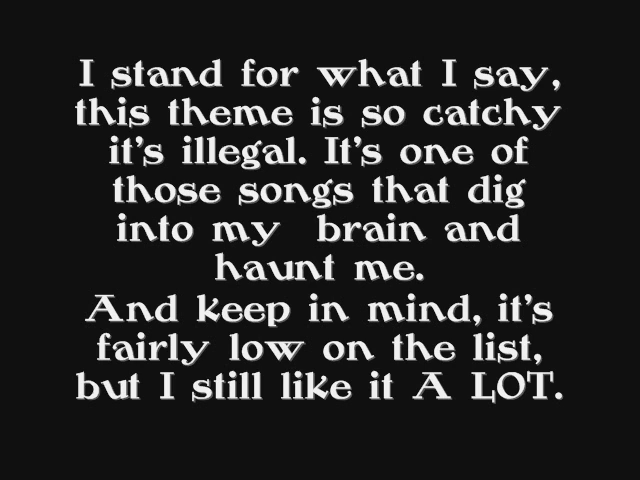 I stand for what I say,
this theme is so catchy
it's illegal. It's one of
those songs that dig
into my brain and
haunt me.
And keep in mind, it's
fairly low on the list,
but I still like it A LOT.